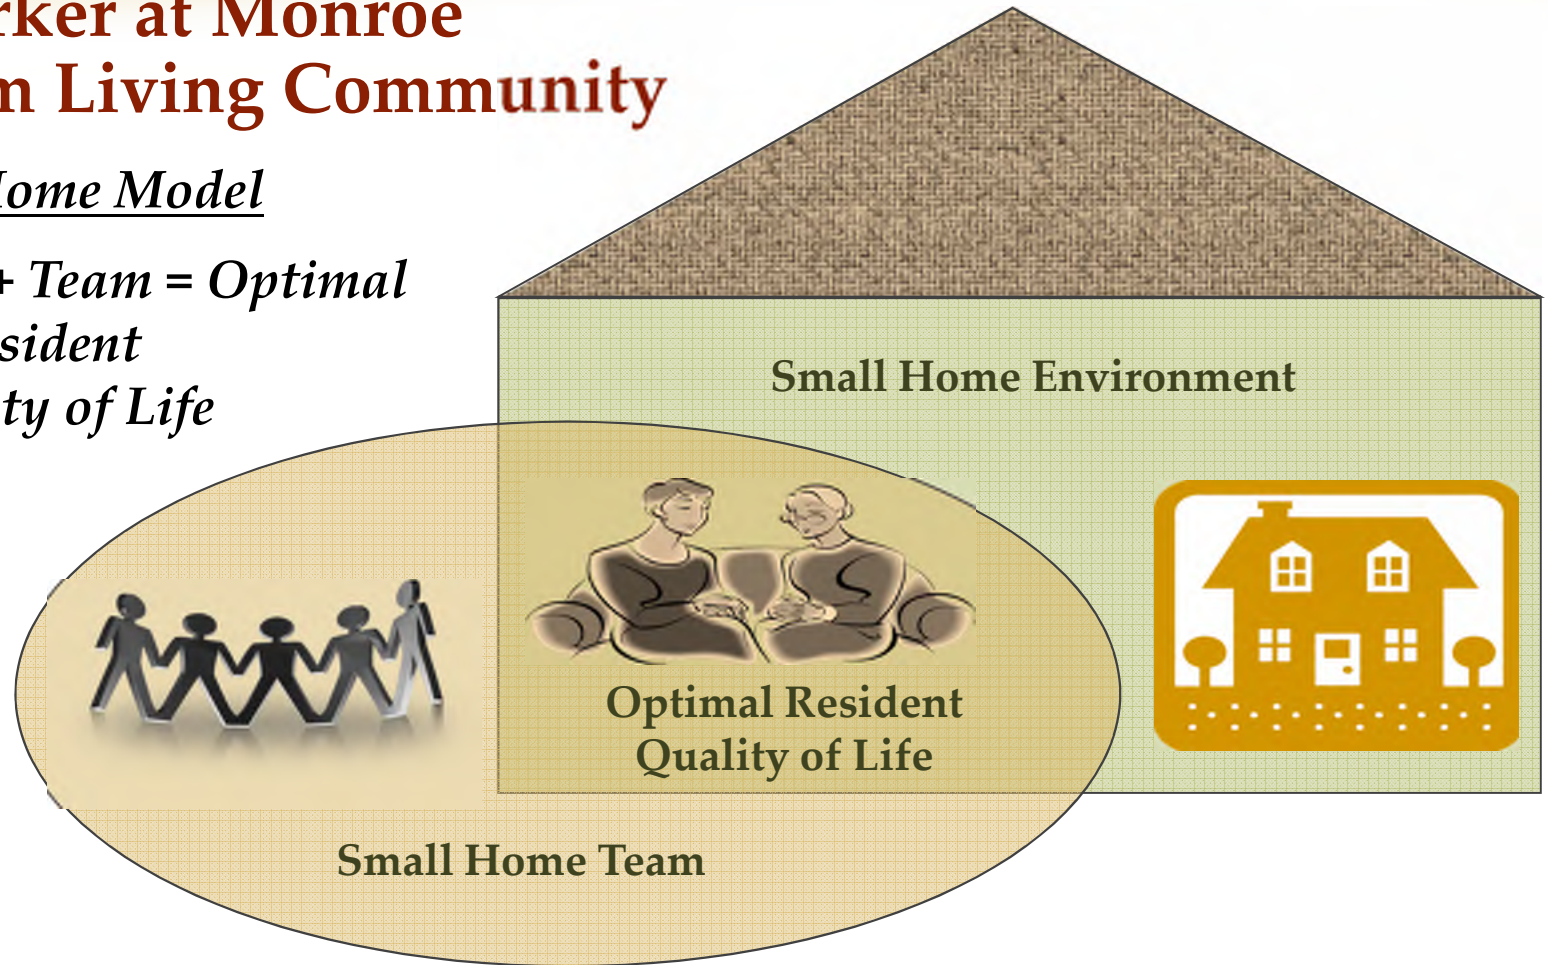 rker at Monroe
m Living Community
Home Model
+ Team = Optimal
sident
ty of Life
Small Home Environment
Optimal Resident
Quality of Life
Small Home Team